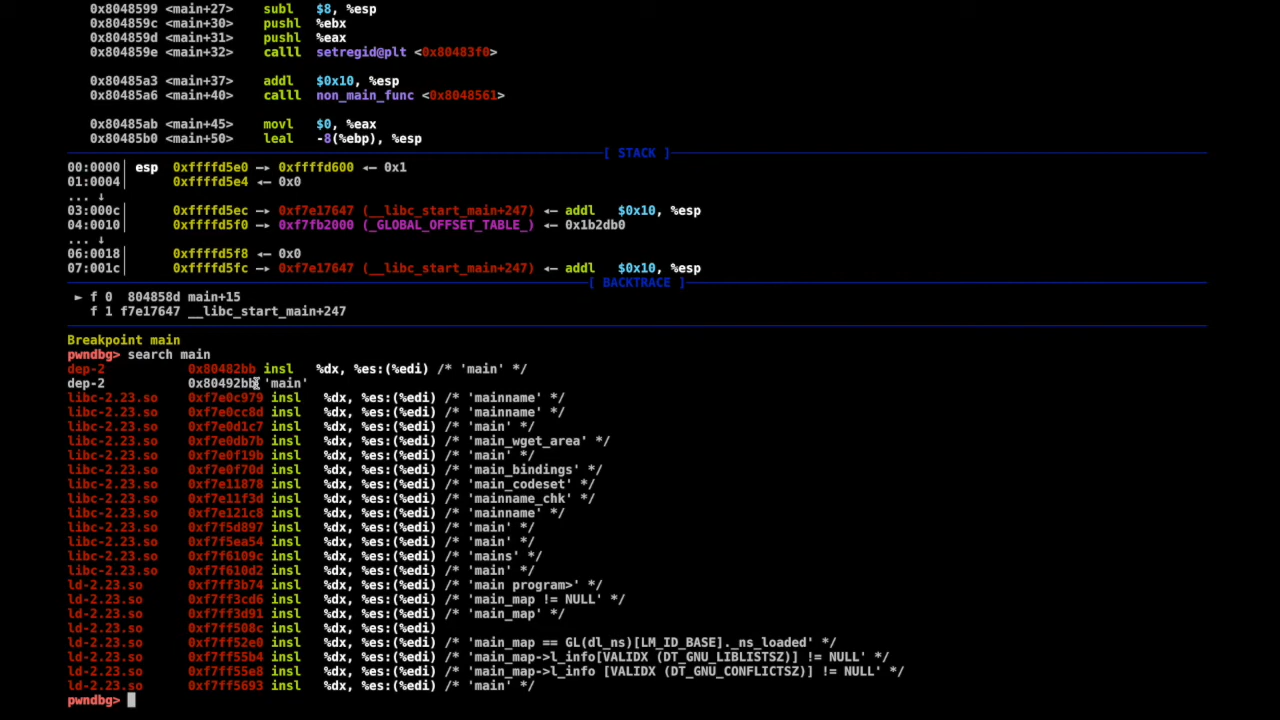 0x8048599 <main+27> subl $8, %esp
0x804859c <main+30> pushl %ebx
0x804859d <main+31> pushl %eax
0x804859e <main+32> calll setregid@plt <0x80483f0>
0x80485a3 <main+37> addl $0x10, %esp
0x80485a6 <main+40> calll non_main_func <0x8048561>
0x80485ab <main+45> movl $0, %eax
0x80485b0 <main+50> leal -8(%ebp), %esp
[ STACK ]
00:0000│ esp 0xffffd5e0 —▸ 0xffffd600 ◂— 0x1
01:0004│ 0xffffd5e4 ◂— 0x0
... ↓
03:000c│ 0xffffd5ec —▸ 0xf7e17647 (__libc_start_main+247) ◂— addl $0x10, %esp
04:0010│ 0xffffd5f0 —▸ 0xf7fb2000 (_GLOBAL_OFFSET_TABLE_) ◂— 0x1b2db0
... ↓
06:0018│ 0xffffd5f8 ◂— 0x0
07:001c│ 0xffffd5fc —▸ 0xf7e17647 (__libc_start_main+247) ◂— addl $0x10, %esp
[ BACKTRACE ]
► f 0 804858d main+15
f 1 f7e17647 __libc_start_main+247
Breakpoint main
pwndbg> search main
dep-2 0x80482bb insl %dx, %es:(%edi) /* 'main' */
dep-2 0x80492bb 'main'
libc-2.23.so 0xf7e0c979 insl %dx, %es:(%edi) /* 'mainname' */
libc-2.23.so 0xf7e0cc8d insl %dx, %es:(%edi) /* 'mainname' */
libc-2.23.so 0xf7e0d1c7 insl %dx, %es:(%edi) /* 'main' */
libc-2.23.so 0xf7e0db7b insl %dx, %es:(%edi) /* 'main_wget_area' */
libc-2.23.so 0xf7e0f19b insl %dx, %es:(%edi) /* 'main' */
libc-2.23.so 0xf7e0f70d insl %dx, %es:(%edi) /* 'main_bindings' */
libc-2.23.so 0xf7e11878 insl %dx, %es:(%edi) /* 'main_codeset' */
libc-2.23.so 0xf7e11f3d insl %dx, %es:(%edi) /* 'mainname_chk' */
libc-2.23.so 0xf7e121c8 insl %dx, %es:(%edi) /* 'mainname' */
libc-2.23.so 0xf7f5d897 insl %dx, %es:(%edi) /* 'main' */
libc-2.23.so 0xf7f5ea54 insl %dx, %es:(%edi) /* 'main' */
libc-2.23.so 0xf7f6109c insl %dx, %es:(%edi) /* 'mains' */
libc-2.23.so 0xf7f610d2 insl %dx, %es:(%edi) /* 'main' */
ld-2.23.so 0xf7ff3b74 insl %dx, %es:(%edi) /* 'main program>' */
ld-2.23.so 0xf7ff3cd6 insl %dx, %es:(%edi) /* 'main_map != NULL' */
ld-2.23.so 0xf7ff3d91 insl %dx, %es:(%edi) /* 'main_map' */
ld-2.23.so 0xf7ff508c insl %dx, %es:(%edi)
ld-2.23.so 0xf7ff52e0 insl %dx, %es:(%edi) /* 'main_map == GL(dl_ns)[LM_ID_BASE]._ns_loaded' */
ld-2.23.so 0xf7ff55b4 insl %dx, %es:(%edi) /* 'main_map->l_info[VALIDX (DT_GNU_LIBLISTSZ)] != NULL' */
ld-2.23.so 0xf7ff55e8 insl %dx, %es:(%edi) /* 'main_map->l_info [VALIDX (DT_GNU_CONFLICTSZ)] != NULL' */
ld-2.23.so 0xf7ff5693 insl %dx, %es:(%edi) /* 'main' */
pwndbg>